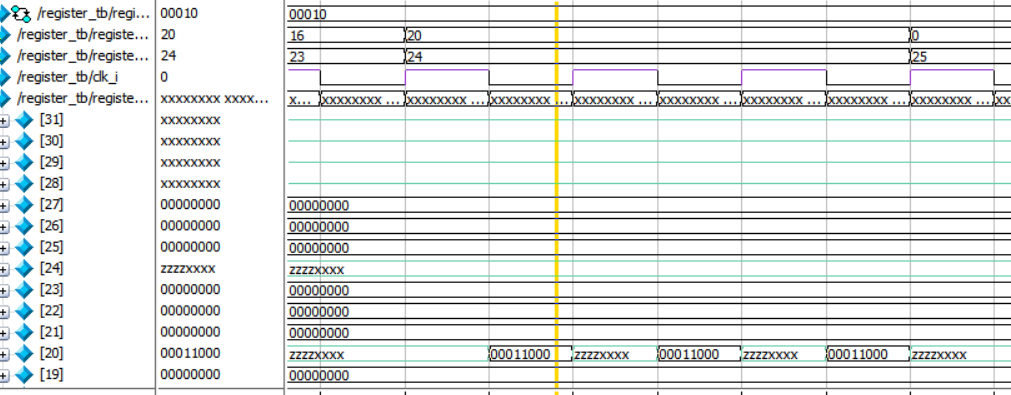 /register_tb/regi... 00010 00010
/register_tb/registe... 20 16 20 0
/register_tb/registe... 24 23 24 25
/register_tb/clk_i 0
/register_tb/registe... xxxxxxxx xxxx... x... xxxxxxxx ... xxxxxxxx ... xxxxxxxx ... xxxxxxxx ... xxxxxxxx ... xxxxxxxx ... xxxxxxxx ... xx
[31] xxxxxxxx
[30] xxxxxxxx
[29] xxxxxxxx
[28] xxxxxxxx
[27] 00000000 00000000
[26] 00000000 00000000
[25] 00000000 00000000
[24] zzzzxxxx zzzzxxxx
[23] 00000000 00000000
[22] 00000000 00000000
[21] 00000000 00000000
[20] 00011000 zzzzxxxx 00011000 zzzzxxxx 00011000 zzzzxxxx 00011000 zzzzxxxx
[19] 00000000 00000000